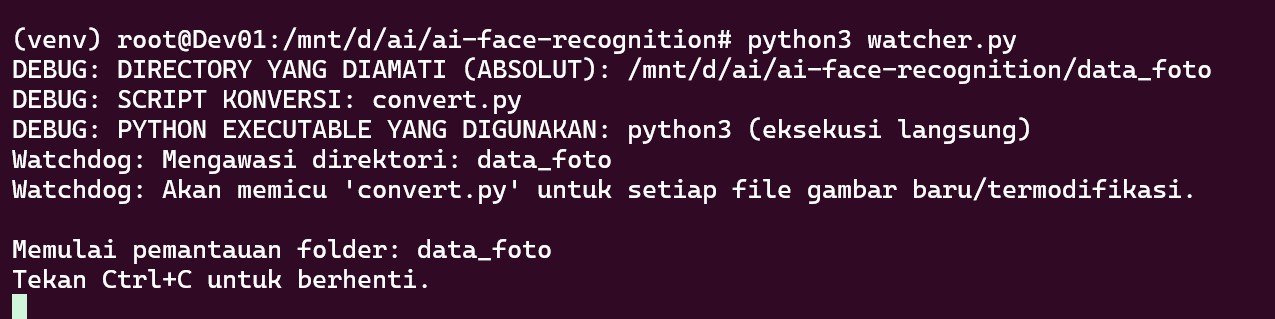 (venv) root@Dev01:/mnt/d/ai/ai-face-recognition# python3 watcher.py
DEBUG: DIRECTORY YANG DIAMATI (ABSOLUT): /mnt/d/ai/ai-face-recognition/data_foto
DEBUG: SCRIPT KONVERSI: convert.py
DEBUG: PYTHON EXECUTABLE YANG DIGUNAKAN: python3 (eksekusi langsung)
Watchdog: Mengawasi direktori: data_foto
Watchdog: Akan memicu 'convert.py' untuk setiap file gambar baru/termodifikasi.
Memulai pemantauan folder: data_foto
Tekan Ctrl+C untuk berhenti.